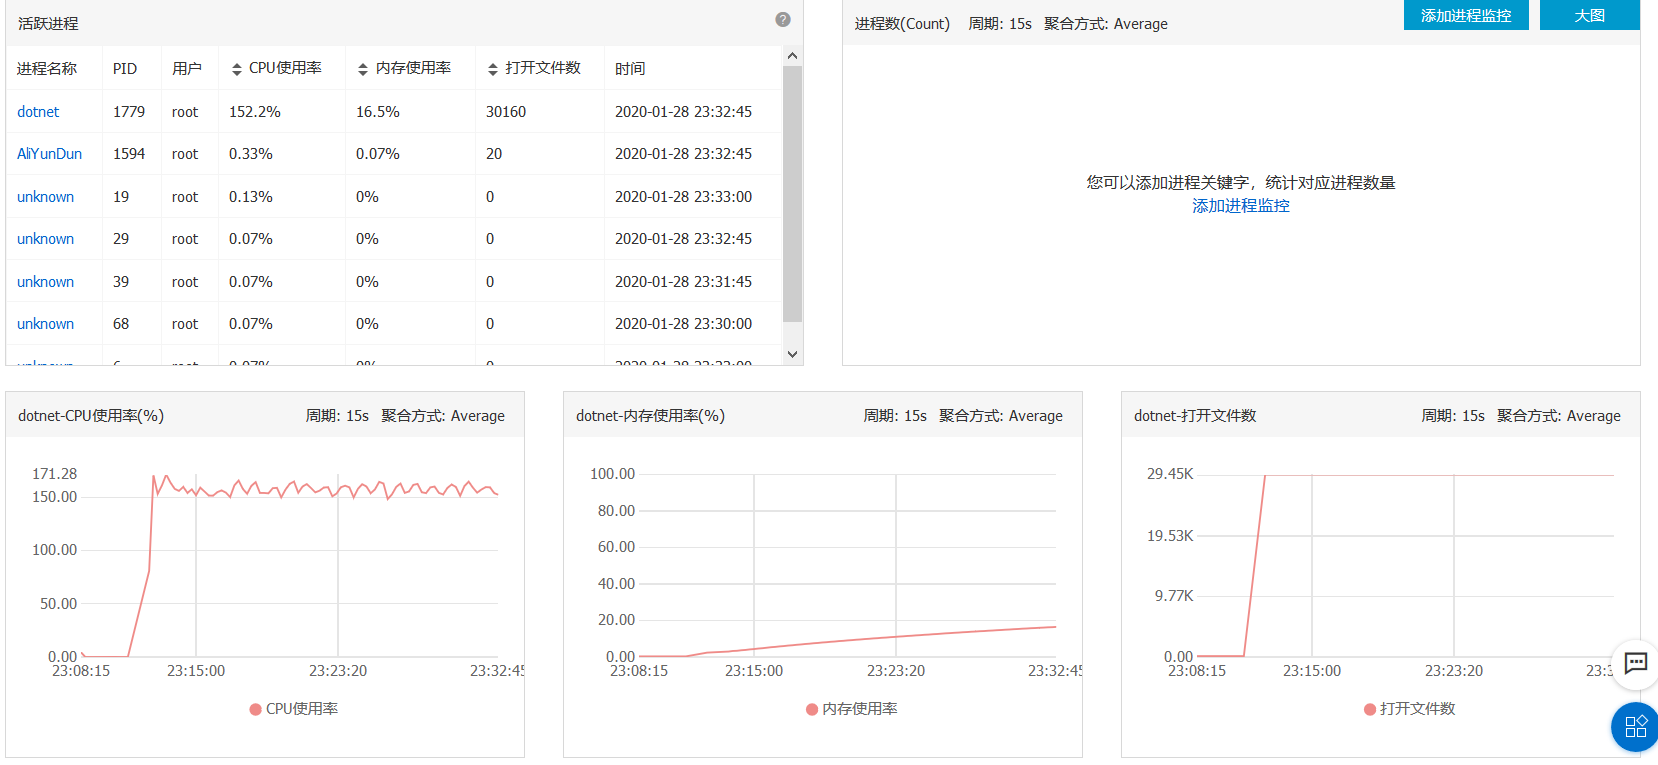 活跃进程
进程名称 PID 用户 CPU使用率 内存使用率 打开文件数 时间
dotnet 1779 root 152.2% 16.5% 30160 2020-01-28 23:32:45
AliYunDun 1594 root 0.33% 0.07% 20 2020-01-28 23:32:45
unknown 19 root 0.13% 0% 0 2020-01-28 23:33:00
unknown 29 root 0.07% 0% 0 2020-01-28 23:32:45
unknown 39 root 0.07% 0% 0 2020-01-28 23:31:45
unknown 68 root 0.07% 0% 0 2020-01-28 23:30:00
进程数(Count) 周期: 15s 聚合方式: Average
添加进程监控 大图
您可以添加进程关键字，统计对应进程数量
添加进程监控
dotnet-CPU使用率(%) 周期: 15s 聚合方式: Average
171.28
150.00
100.00
50.00
0.00
23:08:15 23:15:00 23:23:20 23:32:45
CPU使用率
dotnet-内存使用率(%) 周期: 15s 聚合方式: Average
100.00
80.00
60.00
40.00
20.00
0.00
23:08:15 23:15:00 23:23:20 23:32:45
内存使用率
dotnet-打开文件数 周期: 15s 聚合方式: Average
29.45K
19.53K
9.77K
0.00
23:08:15 23:15:00 23:23:20 23:3
打开文件数